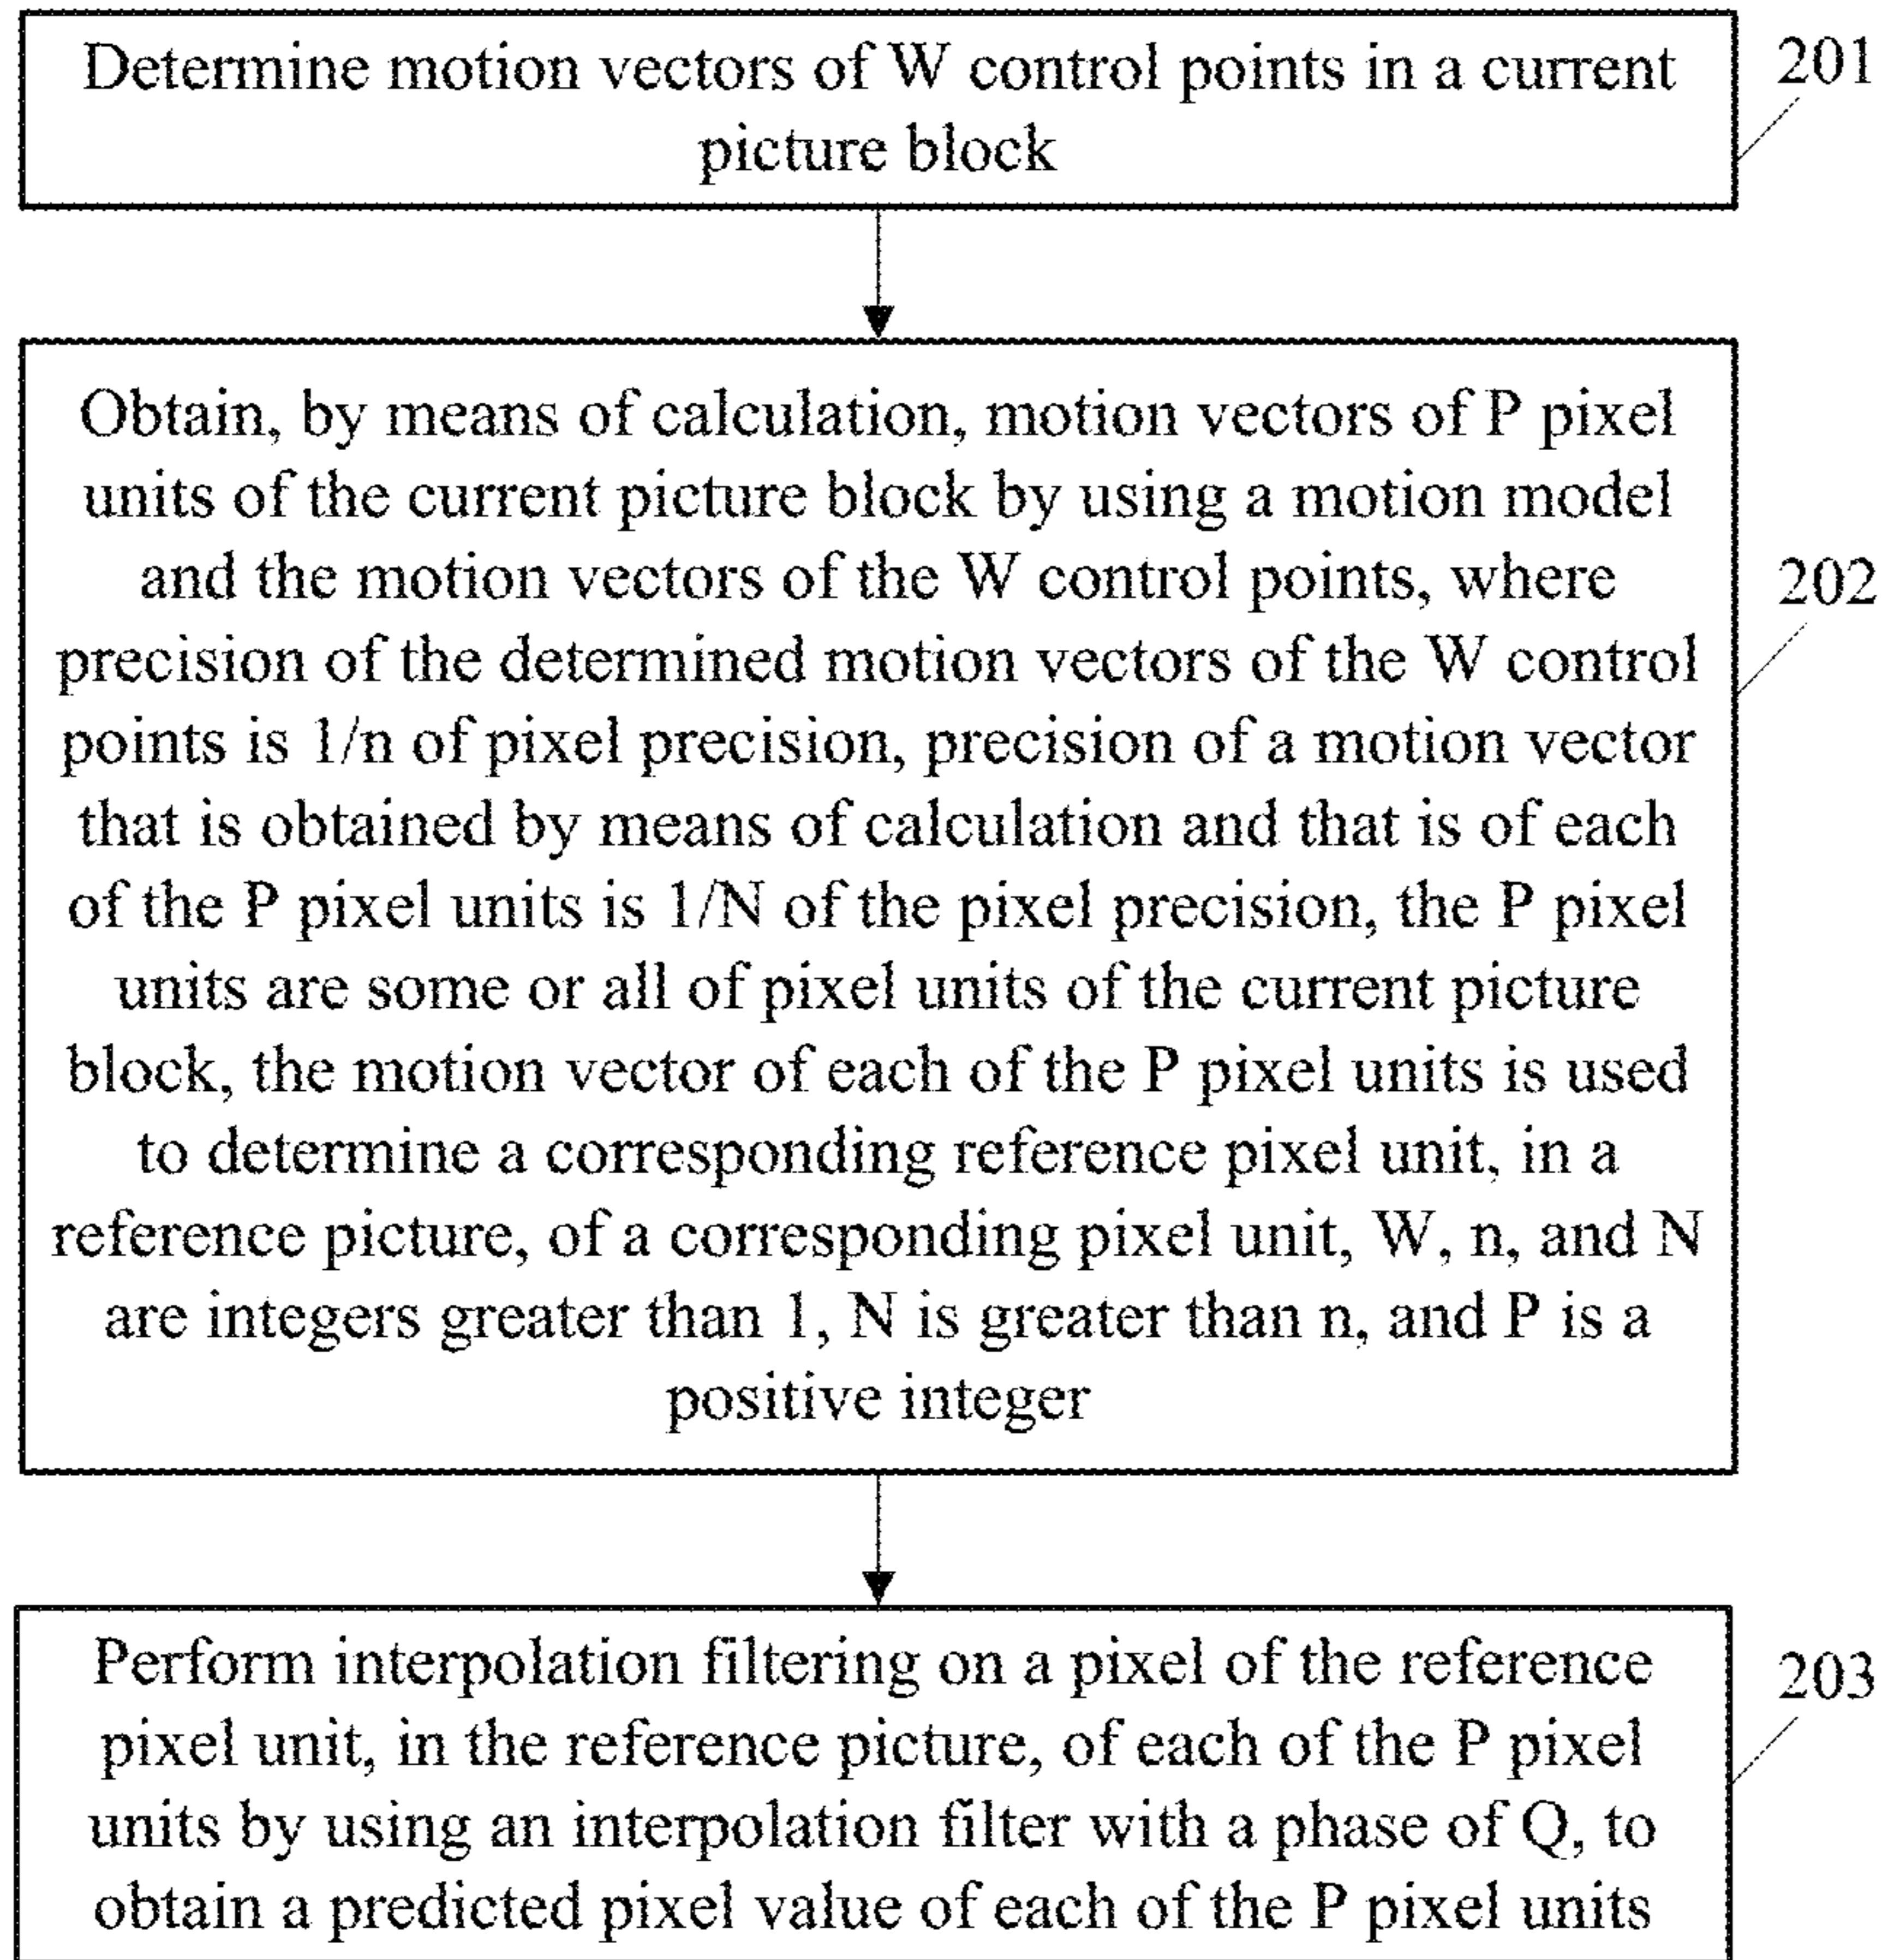 Determine motion vectors of W control points in a current
picture block
201
Obtain, by means of calculation, motion vectors of P pixel
units of the current picture block by using a motion model
and the motion vectors of the W control points, where
precision of the determined motion vectors of the W control
points is 1/n of pixel precision, precision of a motion vector
that is obtained by means of calculation and that is of each
of the P pixel units is 1/N of the pixel precision, the P pixel
units are some or all of pixel units of the current picture
block, the motion vector of each of the P pixel units is used
to determine a corresponding reference pixel unit, in a
reference picture, of a corresponding pixel unit, W, n, and N
are integers greater than 1, N is greater than n, and P is a
positive integer
202
Perform interpolation filtering on a pixel of the reference
pixel unit, in the reference picture, of each of the P pixel
units by using an interpolation filter with a phase of Q, to
obtain a predicted pixel value of each of the P pixel units
203